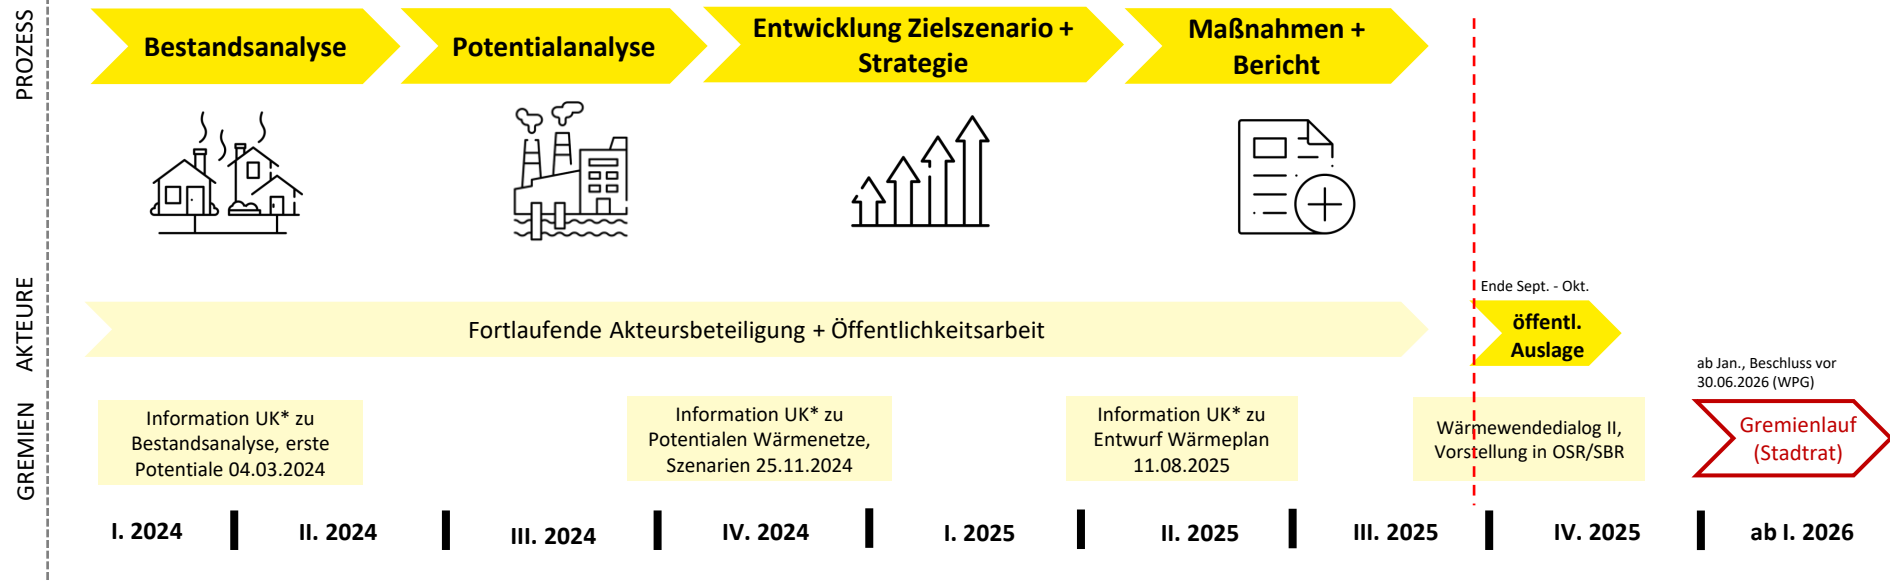 PROZESS
Bestandsanalyse
Potentialanalyse
Entwicklung Zielszenario +
Strategie
Maßnahmen +
Bericht
AKTEURE
Fortlaufende Akteursbeteiligung + Öffentlichkeitsarbeit
Ende Sept. - Okt.
öffentl.
Auslage
GREMIEN
Information UK* zu
Bestandsanalyse, erste
Potentiale 04.03.2024
Information UK* zu
Potentialen Wärmenetze,
Szenarien 25.11.2024
Information UK* zu
Entwurf Wärmeplan
11.08.2025
Wärmewendedialog II,
Vorstellung in OSR/SBR
ab Jan., Beschluss vor
30.06.2026 (WPG)
Gremienlauf
(Stadtrat)
I. 2024
II. 2024
III. 2024
IV. 2024
I. 2025
II. 2025
III. 2025
IV. 2025
ab I. 2026